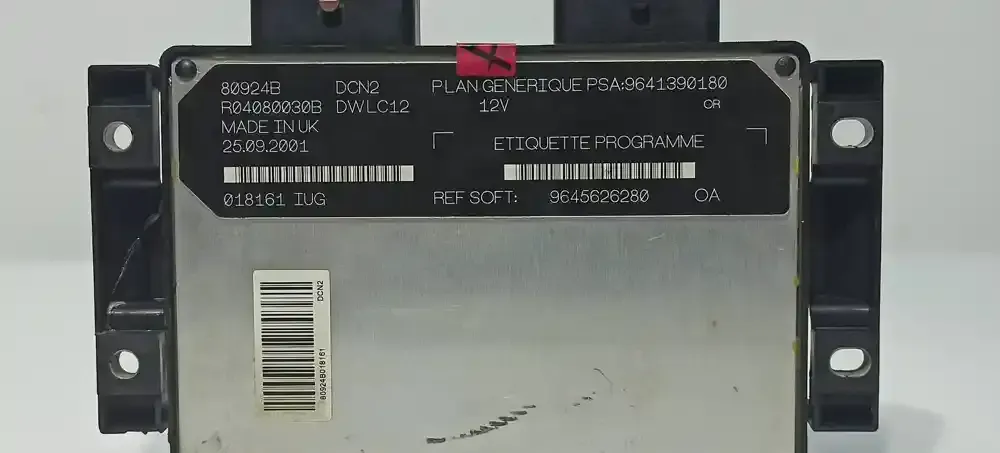 80924B DCN2 PLAN GENERIQUE PSA:9641390180
R04080030B DWLC12 12V CR
MADE IN UK
25.09.2001 ETIQUETTE PROGRAMME
018161 IUG REF SOFT: 9645626280 OA
DCN2
80924B018161